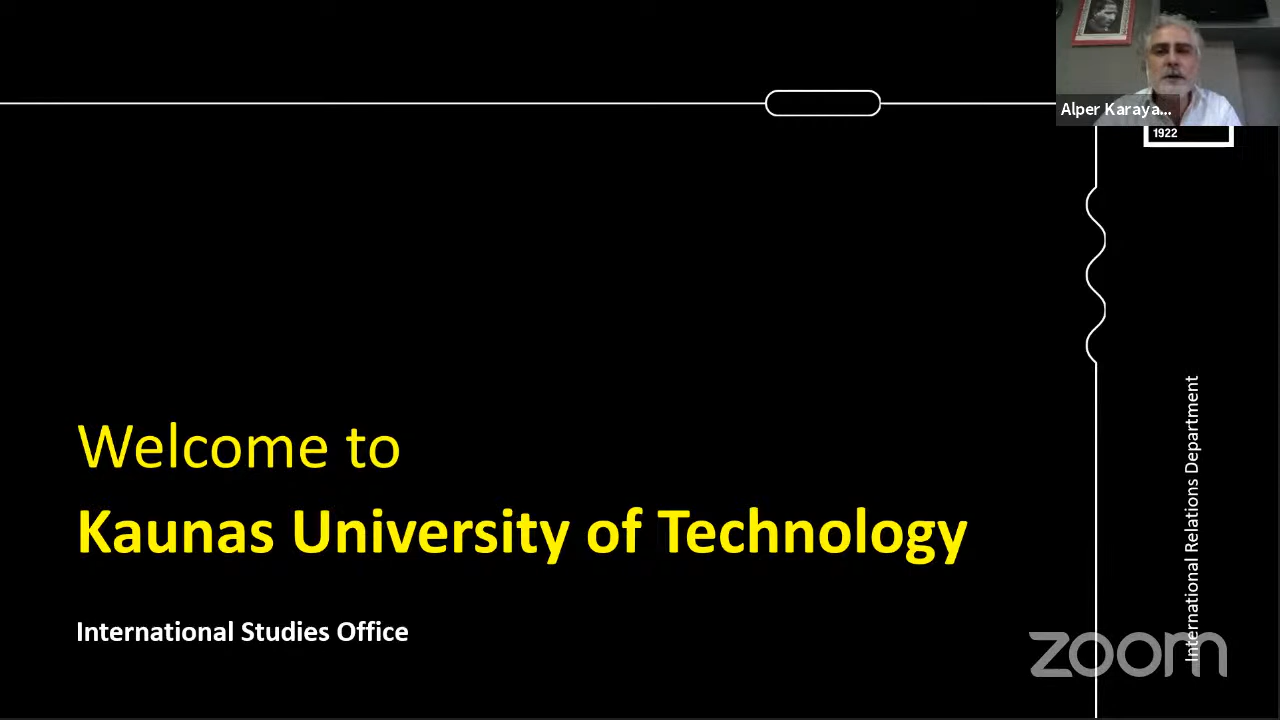 Alper Karaya...
1922
Welcome to
Kaunas University of Technology
International Studies Office
International Relations Department
zoom